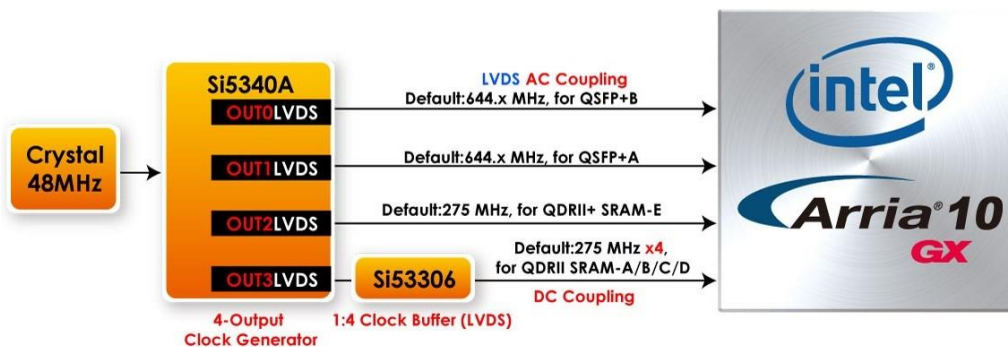 Crystal
48MHz
Si5340A
OUT0LVDS
OUT1LVDS
OUT2LVDS
OUT3LVDS
4-Output
Clock Generator
Si53306
1:4 Clock Buffer (LVDS)
LVDS AC Coupling
Default:644.x MHz, for QSFP+B
Default:644.x MHz, for QSFP+A
Default:275 MHz, for QDRII+ SRAM-E
Default:275 MHz x4,
for QDRII SRAM-A/B/C/D
DC Coupling
intel®
Arria® 10
GX